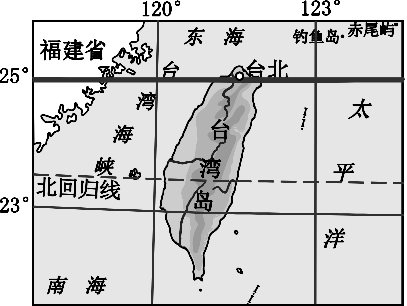 120° 123°
东海
钓鱼岛 赤尾屿
福建省
25°
台北
台湾海峡
台湾岛
太平洋
北回归线
23°
南海